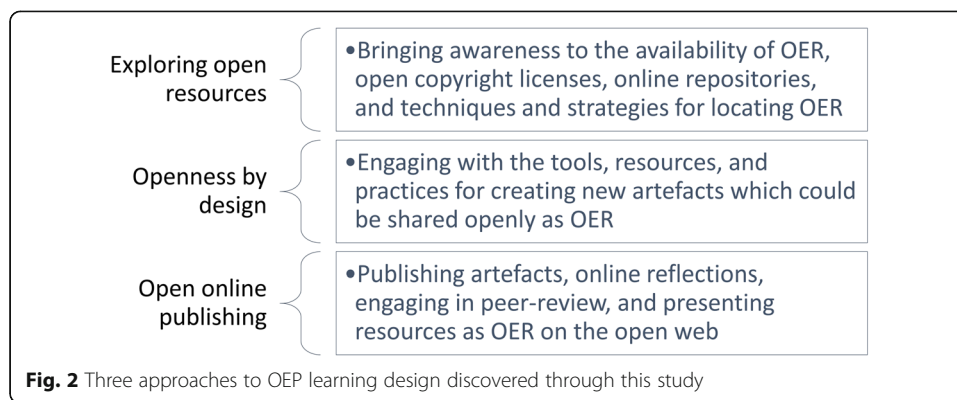 Exploring open
resources
•Bringing awareness to the availability of OER,
open copyright licenses, online repositories,
and techniques and strategies for locating OER
Openness by
design
•Engaging with the tools, resources, and
practices for creating new artefacts which could
be shared openly as OER
Open online
publishing
•Publishing artefacts, online reflections,
engaging in peer-review, and presenting
resources as OER on the open web
Fig. 2 Three approaches to OEP learning design discovered through this study